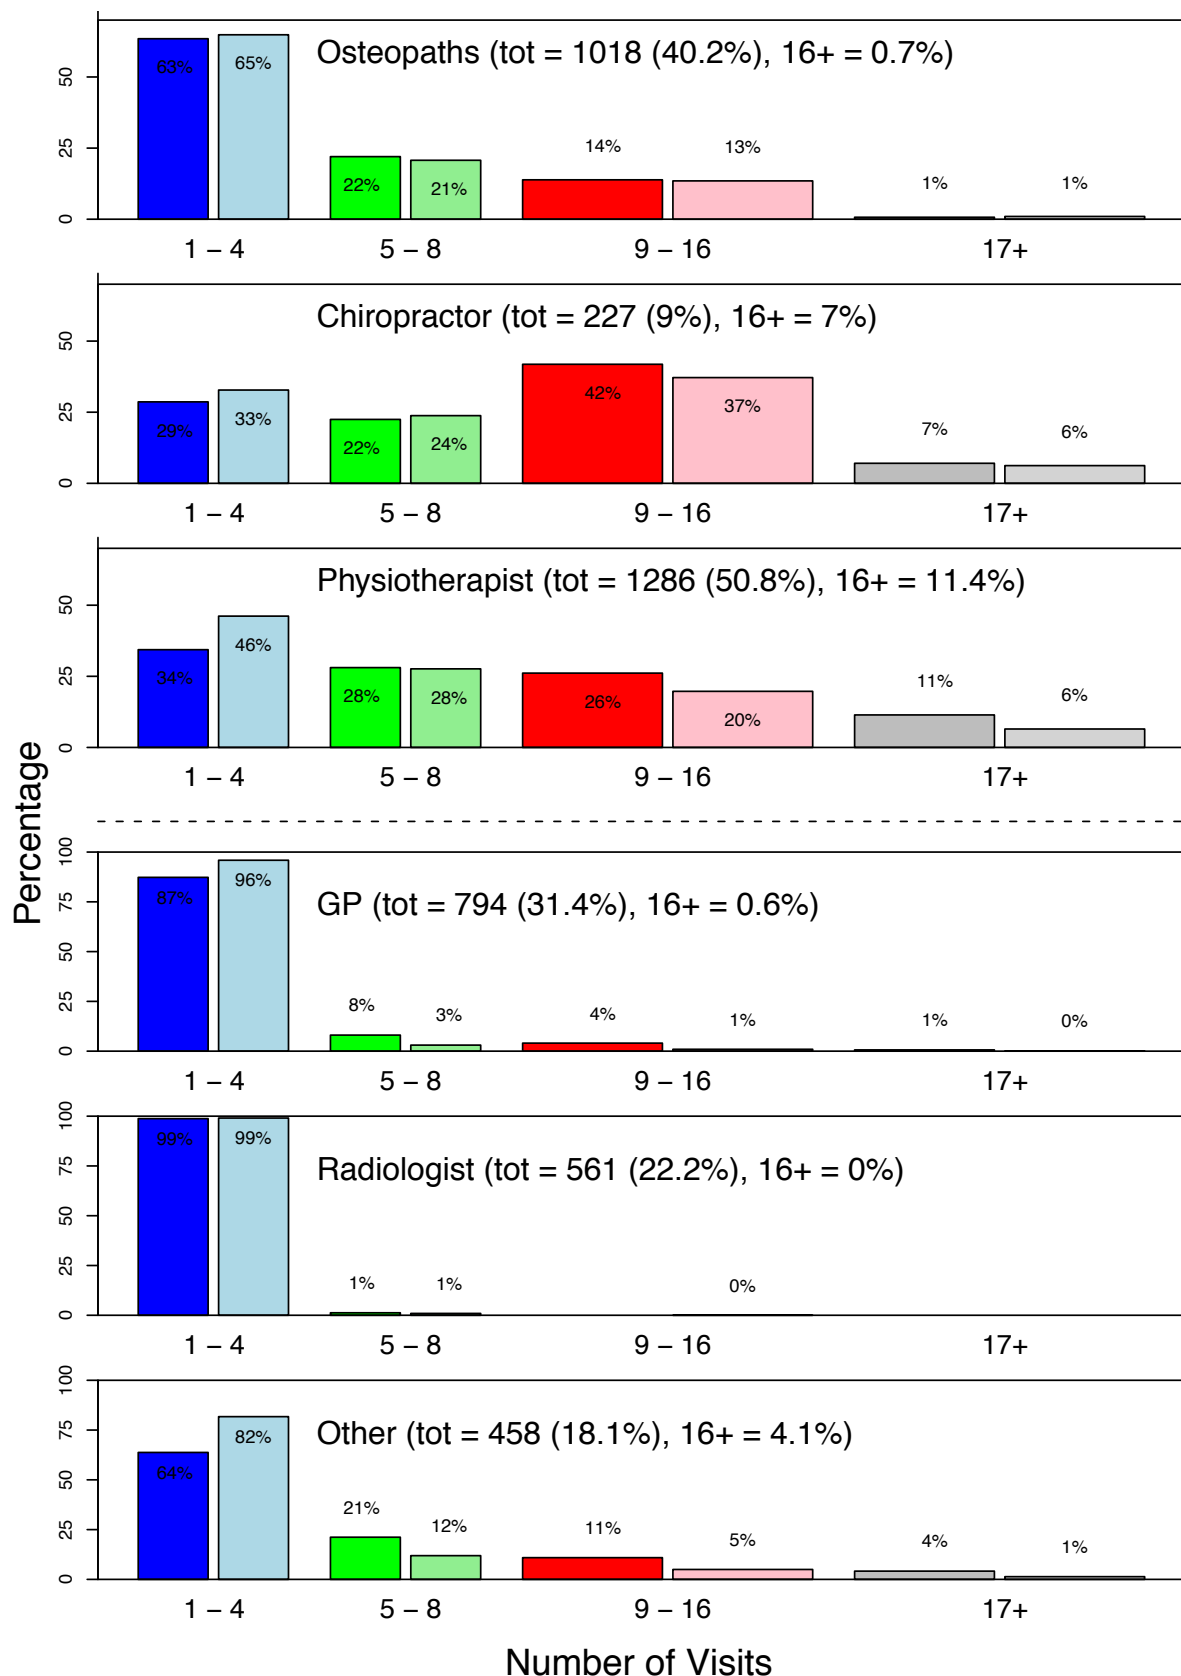 Osteopaths (tot = 1018 (40.2%), 16+ = 0.7%)
63% 65% 22% 21% 14% 13% 1% 1%
50
25
0
1 – 4 5 – 8 9 – 16 17+
Chiropractor (tot = 227 (9%), 16+ = 7%)
29% 33% 22% 24% 42% 37% 7% 6%
50
25
0
1 – 4 5 – 8 9 – 16 17+
Physiotherapist (tot = 1286 (50.8%), 16+ = 11.4%)
34% 46% 28% 28% 26% 20% 11% 6%
50
25
0
1 – 4 5 – 8 9 – 16 17+
Percentage
GP (tot = 794 (31.4%), 16+ = 0.6%)
87% 96% 8% 3% 4% 1% 1% 0%
100
75
50
25
0
1 – 4 5 – 8 9 – 16 17+
Radiologist (tot = 561 (22.2%), 16+ = 0%)
99% 99% 1% 1% 0%
100
75
50
25
0
1 – 4 5 – 8 9 – 16 17+
Other (tot = 458 (18.1%), 16+ = 4.1%)
64% 82% 21% 12% 11% 5% 4% 1%
100
75
50
25
0
1 – 4 5 – 8 9 – 16 17+
Number of Visits